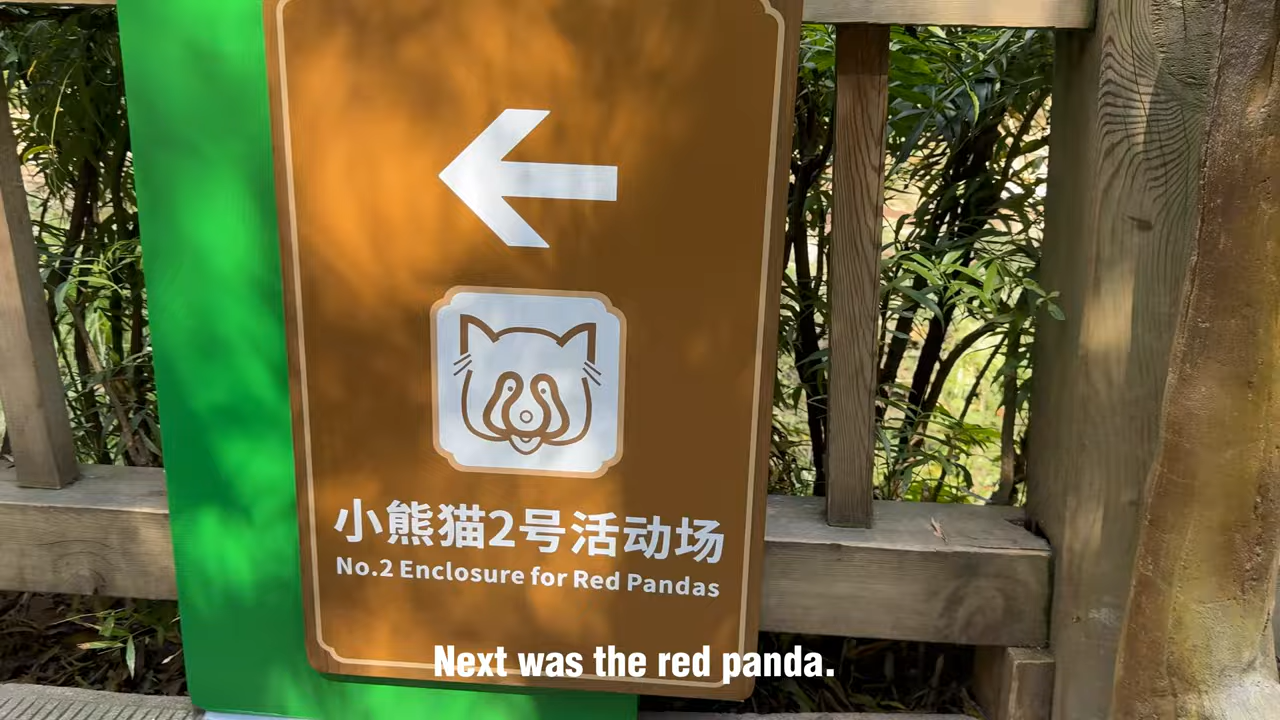 小熊猫2号活动场
No.2 Enclosure for Red Pandas
Next was the red panda.